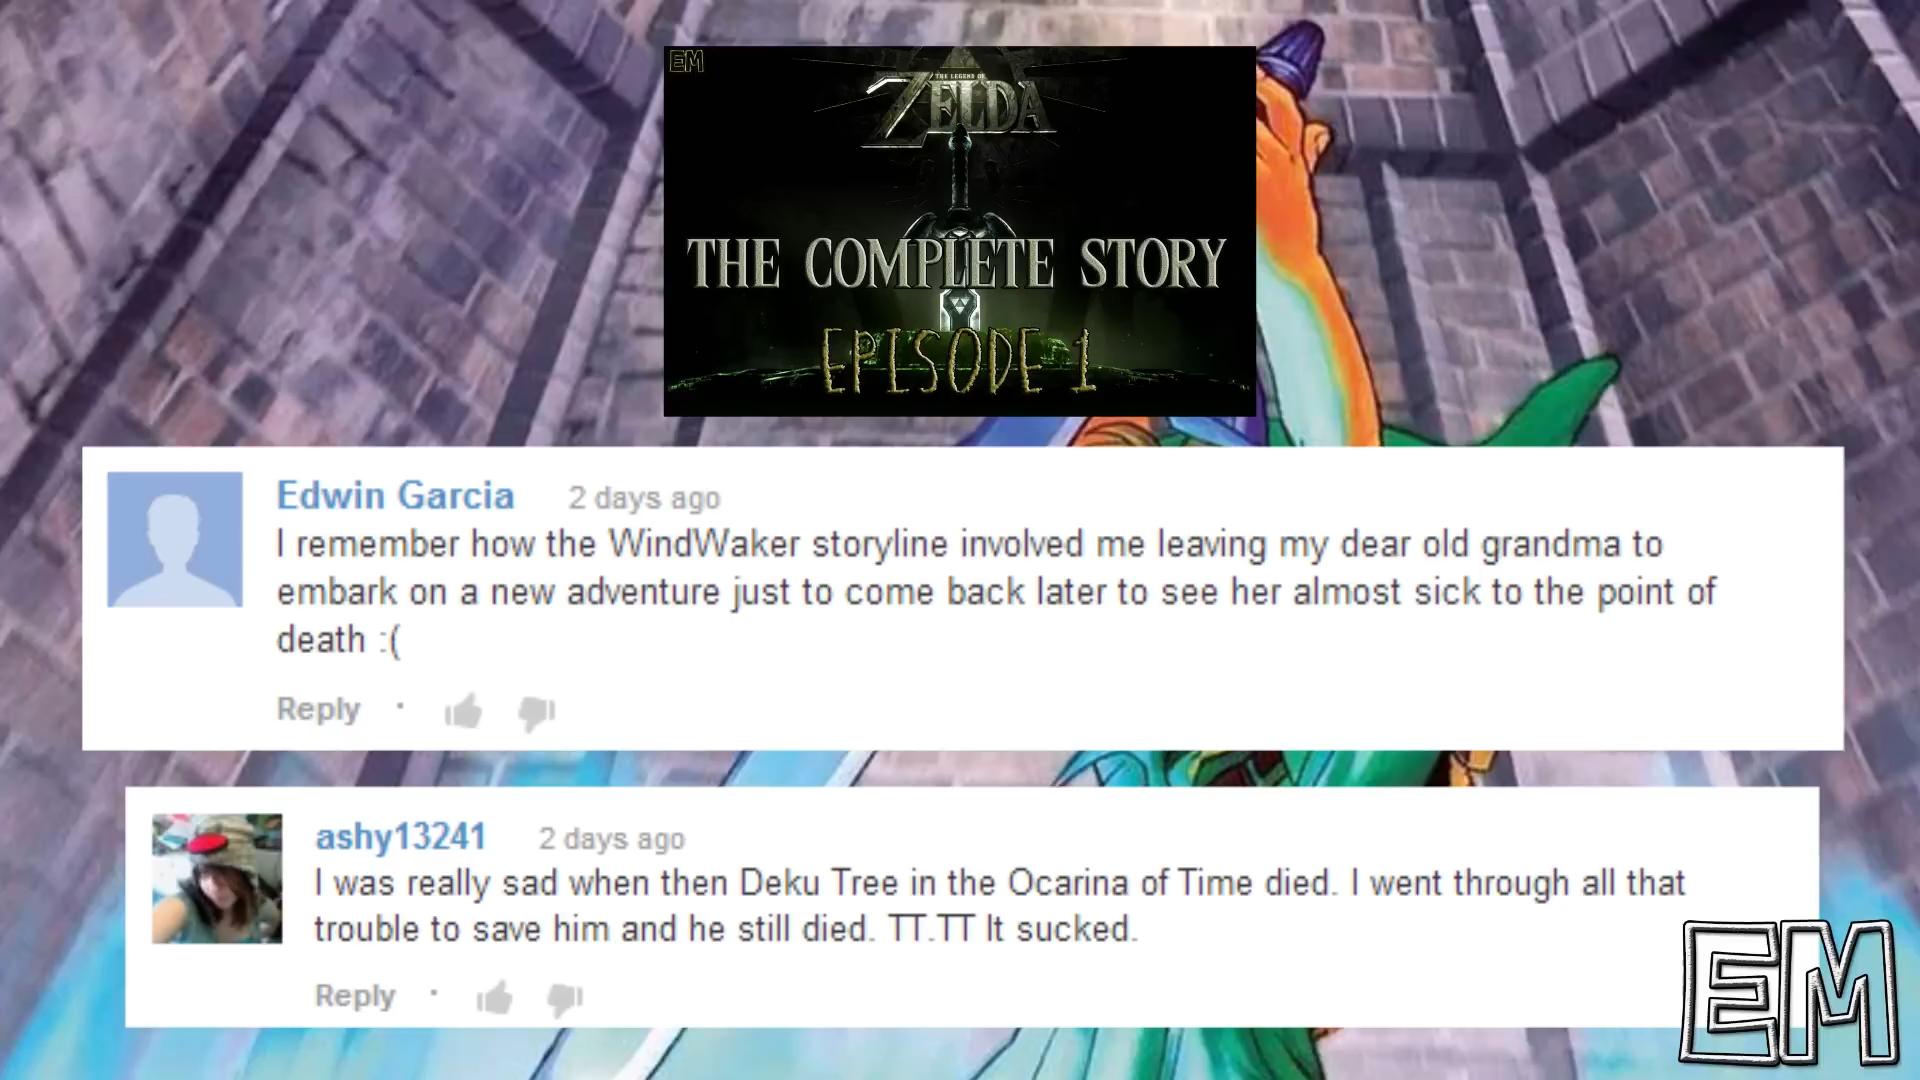 EM
THE LEGEND OF
ZELDA
THE COMPLETE STORY
EPISODE 1
Edwin Garcia 2 days ago
I remember how the WindWaker storyline involved me leaving my dear old grandma to
embark on a new adventure just to come back later to see her almost sick to the point of
death :(
Reply ·
ashy13241 2 days ago
I was really sad when then Deku Tree in the Ocarina of Time died. I went through all that
trouble to save him and he still died. TT.TT It sucked.
Reply ·
EM